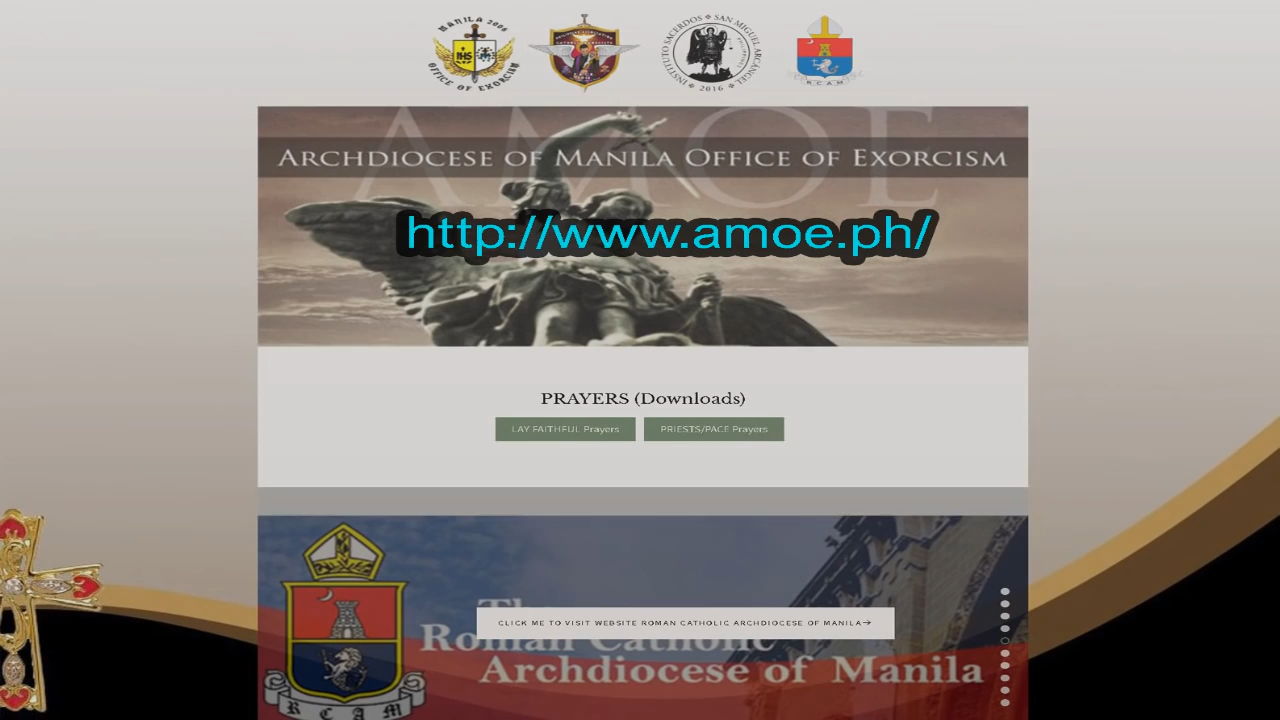 MANILA 2006
OFFICE OF EXORCISM
IHS
INSTITUTO SACERDOS SAN MIGUEL ARCANGEL
2016
RCAM
AMOE
ARCHDIOCESE OF MANILA OFFICE OF EXORCISM
http://www.amoe.ph/
PRAYERS (Downloads)
LAY FAITHFUL Prayers PRIESTS/PACE Prayers
CLICK ME TO VISIT WEBSITE ROMAN CATHOLIC ARCHDIOCESE OF MANILA→
Roman Catholic
Archdiocese of Manila
RCAM